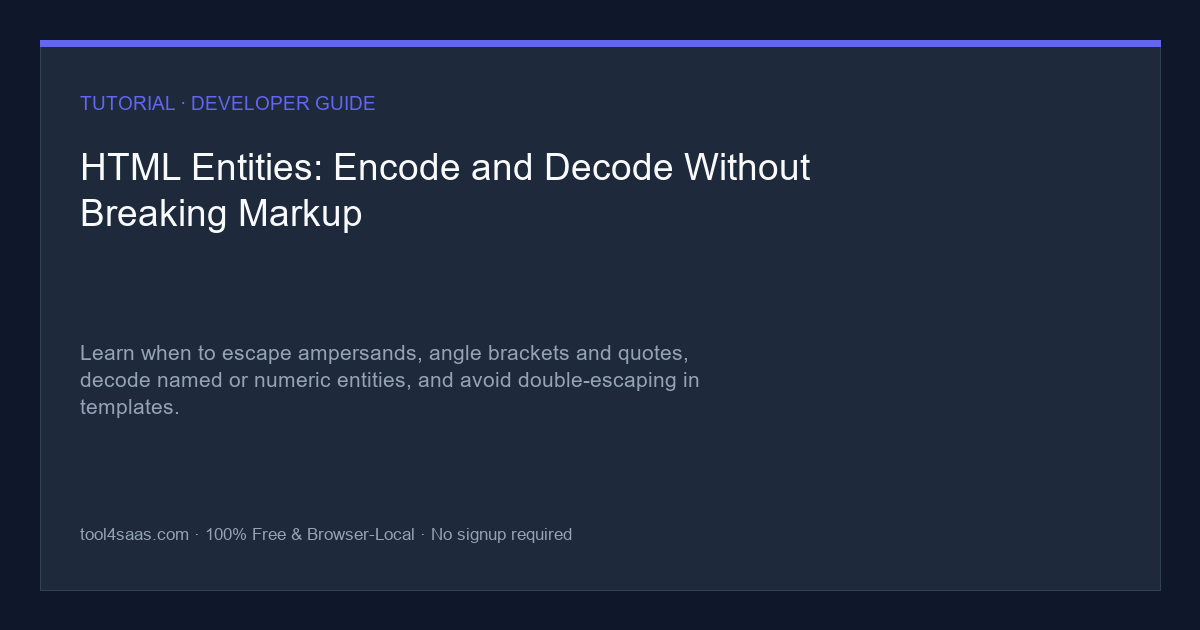 TUTORIAL · DEVELOPER GUIDE
HTML Entities: Encode and Decode Without
Breaking Markup
Learn when to escape ampersands, angle brackets and quotes,
decode named or numeric entities, and avoid double-escaping in
templates.
tool4saas.com · 100% Free & Browser-Local · No signup required